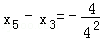 x₅ - x₃ = - 4/4²